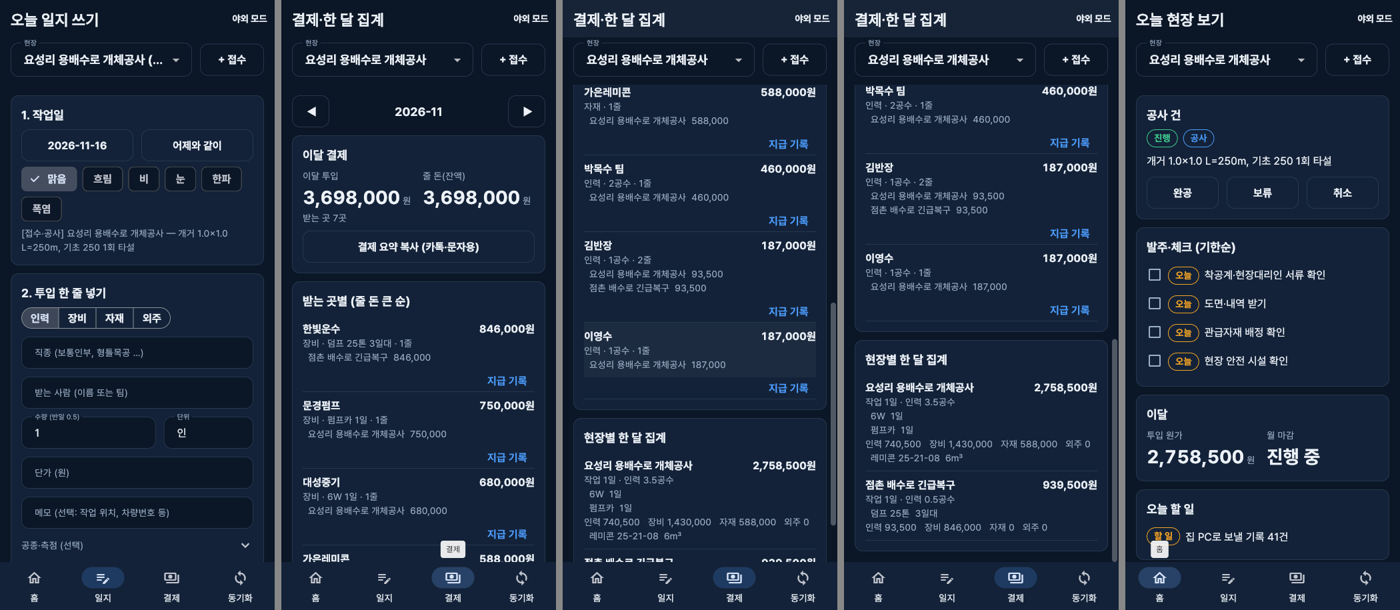 오늘 일지 쓰기
야외 모드
현장
요성리 용배수로 개체공사 (...
+ 접수
1. 작업일
2026-11-16
어제와 같이
맑음
흐림
비
눈
한파
폭염
[접수·공사] 요성리 용배수로 개체공사 — 개거 1.0×1.0
L=250m, 기초 250 1회 타설
2. 투입 한 줄 넣기
인력
장비
자재
외주
직종 (보통인부, 형틀목공 ...)
받는 사람 (이름 또는 팀)
수량 (반일 0.5)
1
단위
인
단가 (원)
메모 (선택: 작업 위치, 차량번호 등)
공종·측점 (선택)
홈
일지
결제
동기화
결제·한 달 집계
야외 모드
현장
요성리 용배수로 개체공사
+ 접수
◀
2026-11
▶
이달 결제
이달 투입
줄 돈(잔액)
3,698,000 원
3,698,000 원
받는 곳 7곳
결제 요약 복사 (카톡·문자용)
받는 곳별 (줄 돈 큰 순)
한빛운수
846,000원
장비 · 덤프 25톤 3일대 · 1줄
점촌 배수로 긴급복구 846,000
지급 기록
문경펌프
750,000원
장비 · 펌프카 1일 · 1줄
요성리 용배수로 개체공사 750,000
지급 기록
대성중기
680,000원
장비 · 6W 1일 · 1줄
요성리 용배수로 개체공사 680,000
지급 기록
가은레미콘
588,000원
결제
홈
일지
결제
동기화
결제·한 달 집계
야외 모드
현장
요성리 용배수로 개체공사
+ 접수
가은레미콘
588,000원
자재 · 1줄
요성리 용배수로 개체공사 588,000
지급 기록
박목수 팀
460,000원
인력 · 2공수 · 1줄
요성리 용배수로 개체공사 460,000
지급 기록
김반장
187,000원
인력 · 1공수 · 2줄
요성리 용배수로 개체공사 93,500
점촌 배수로 긴급복구 93,500
지급 기록
이영수
187,000원
인력 · 1공수 · 1줄
요성리 용배수로 개체공사 187,000
지급 기록
현장별 한 달 집계
요성리 용배수로 개체공사
2,758,500원
작업 1일 · 인력 3.5공수
6W 1일
펌프카 1일
인력 740,500 장비 1,430,000 자재 588,000 외주 0
레미콘 25-21-08 6m³
점촌 배수로 긴급복구
939,500원
홈
일지
결제
동기화
결제·한 달 집계
야외 모드
현장
요성리 용배수로 개체공사
+ 접수
박목수 팀
460,000원
인력 · 2공수 · 1줄
요성리 용배수로 개체공사 460,000
지급 기록
김반장
187,000원
인력 · 1공수 · 2줄
요성리 용배수로 개체공사 93,500
점촌 배수로 긴급복구 93,500
지급 기록
이영수
187,000원
인력 · 1공수 · 1줄
요성리 용배수로 개체공사 187,000
지급 기록
현장별 한 달 집계
요성리 용배수로 개체공사
2,758,500원
작업 1일 · 인력 3.5공수
6W 1일
펌프카 1일
인력 740,500 장비 1,430,000 자재 588,000 외주 0
레미콘 25-21-08 6m³
점촌 배수로 긴급복구
939,500원
작업 1일 · 인력 0.5공수
덤프 25톤 3일대
인력 93,500 장비 846,000 자재 0 외주 0
홈
일지
결제
동기화
오늘 현장 보기
야외 모드
현장
요성리 용배수로 개체공사
+ 접수
공사 건
진행
공사
개거 1.0×1.0 L=250m, 기초 250 1회 타설
완공
보류
취소
발주·체크 (기한순)
오늘 착공계·현장대리인 서류 확인
오늘 도면·내역 받기
오늘 관급자재 배정 확인
오늘 현장 안전 시설 확인
이달
투입 원가
월 마감
2,758,500 원
진행 중
오늘 할 일
할 일 집 PC로 보낼 기록 41건
홈
홈
일지
결제
동기화